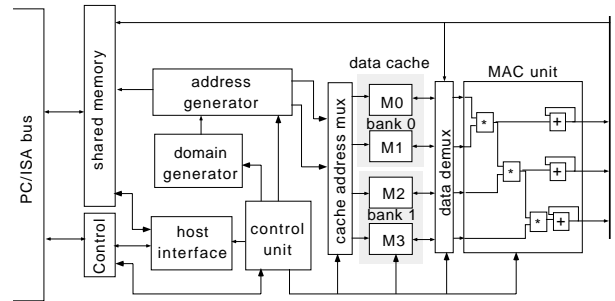 PC/ISA bus
shared memory
Control
address
generator
domain
generator
host
interface
control
unit
cache address mux
data cache
M0
bank 0
M1
M2
bank 1
M3
data demux
MAC unit
*
+
*
+
*
+